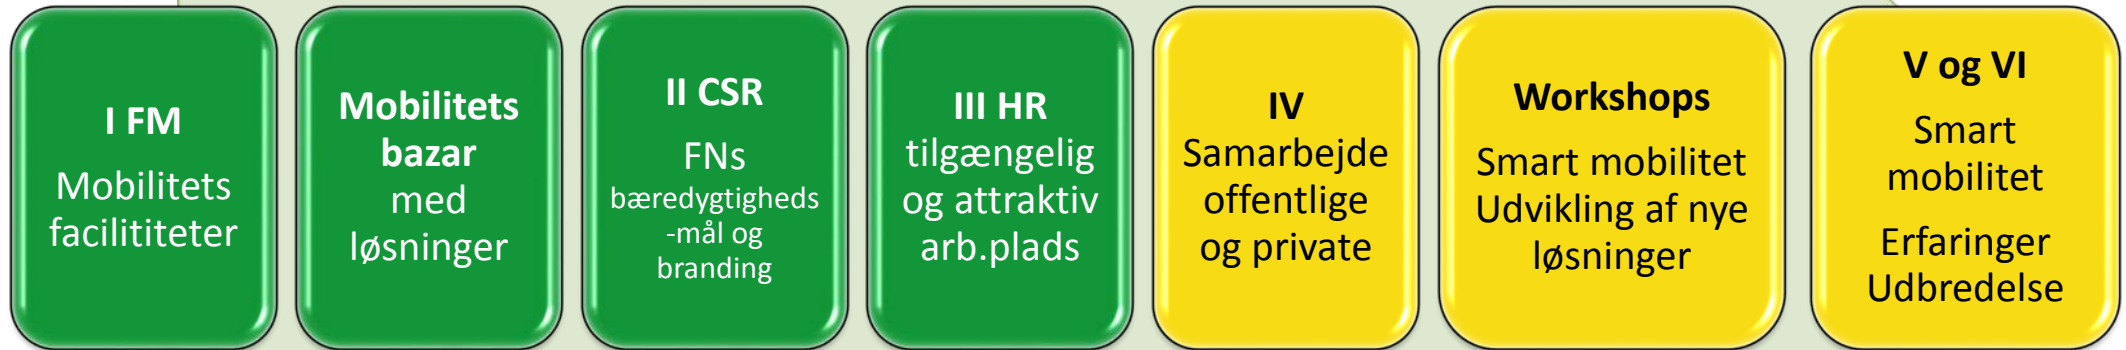 I FM
Mobilitets
facilititeter
Mobilitets
bazar
med
løsninger
II CSR
FNs
bæredygtigheds
-mål og
branding
III HR
tilgængelig
og attraktiv
arb.plads
IV
Samarbejde
offentlige
og private
Workshops
Smart mobilitet
Udvikling af nye
løsninger
V og VI
Smart
mobilitet
Erfaringer
Udbredelse